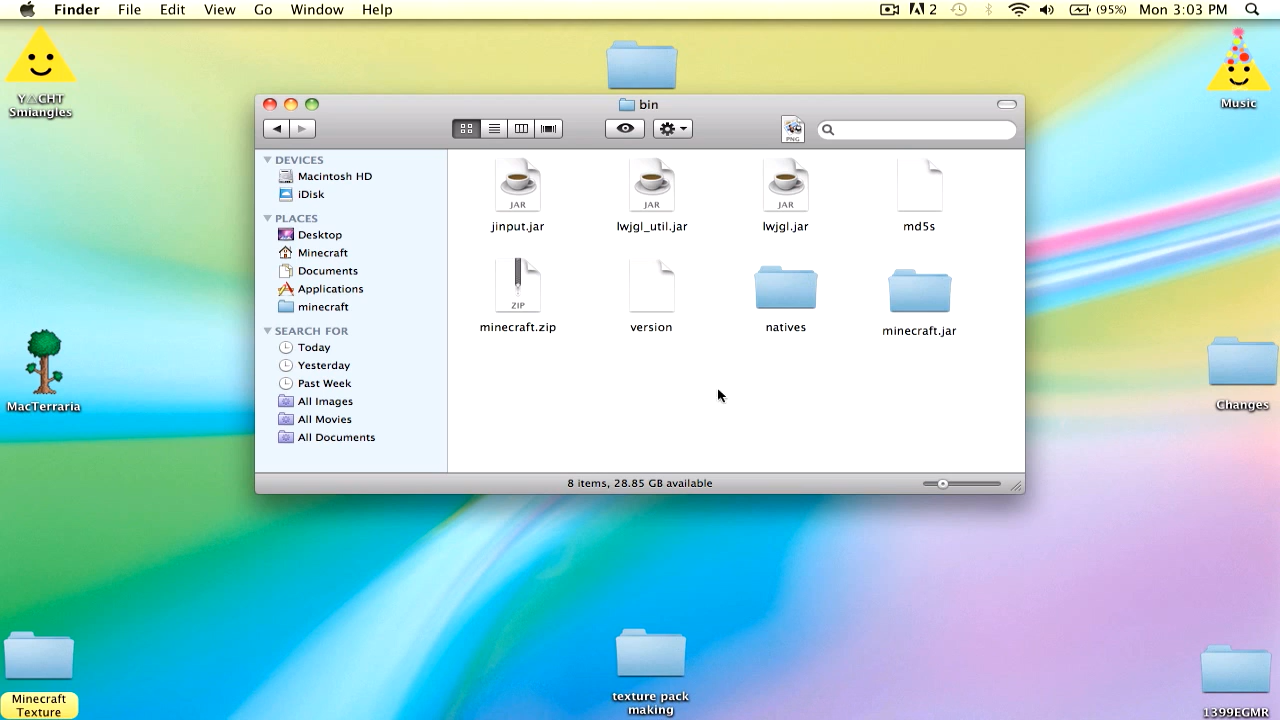 Finder File Edit View Go Window Help
2 (95%) Mon 3:03 PM
Y△CHT
Smiangles
Music
bin
PNG
DEVICES
Macintosh HD
iDisk
PLACES
Desktop
Minecraft
Documents
Applications
minecraft
SEARCH FOR
Today
Yesterday
Past Week
All Images
All Movies
All Documents
JAR JAR JAR
jinput.jar lwjgl_util.jar lwjgl.jar md5s
ZIP
minecraft.zip version natives minecraft.jar
8 items, 28.85 GB available
MacTerraria
Changes
Minecraft
Texture
texture pack
making
1399EGMR